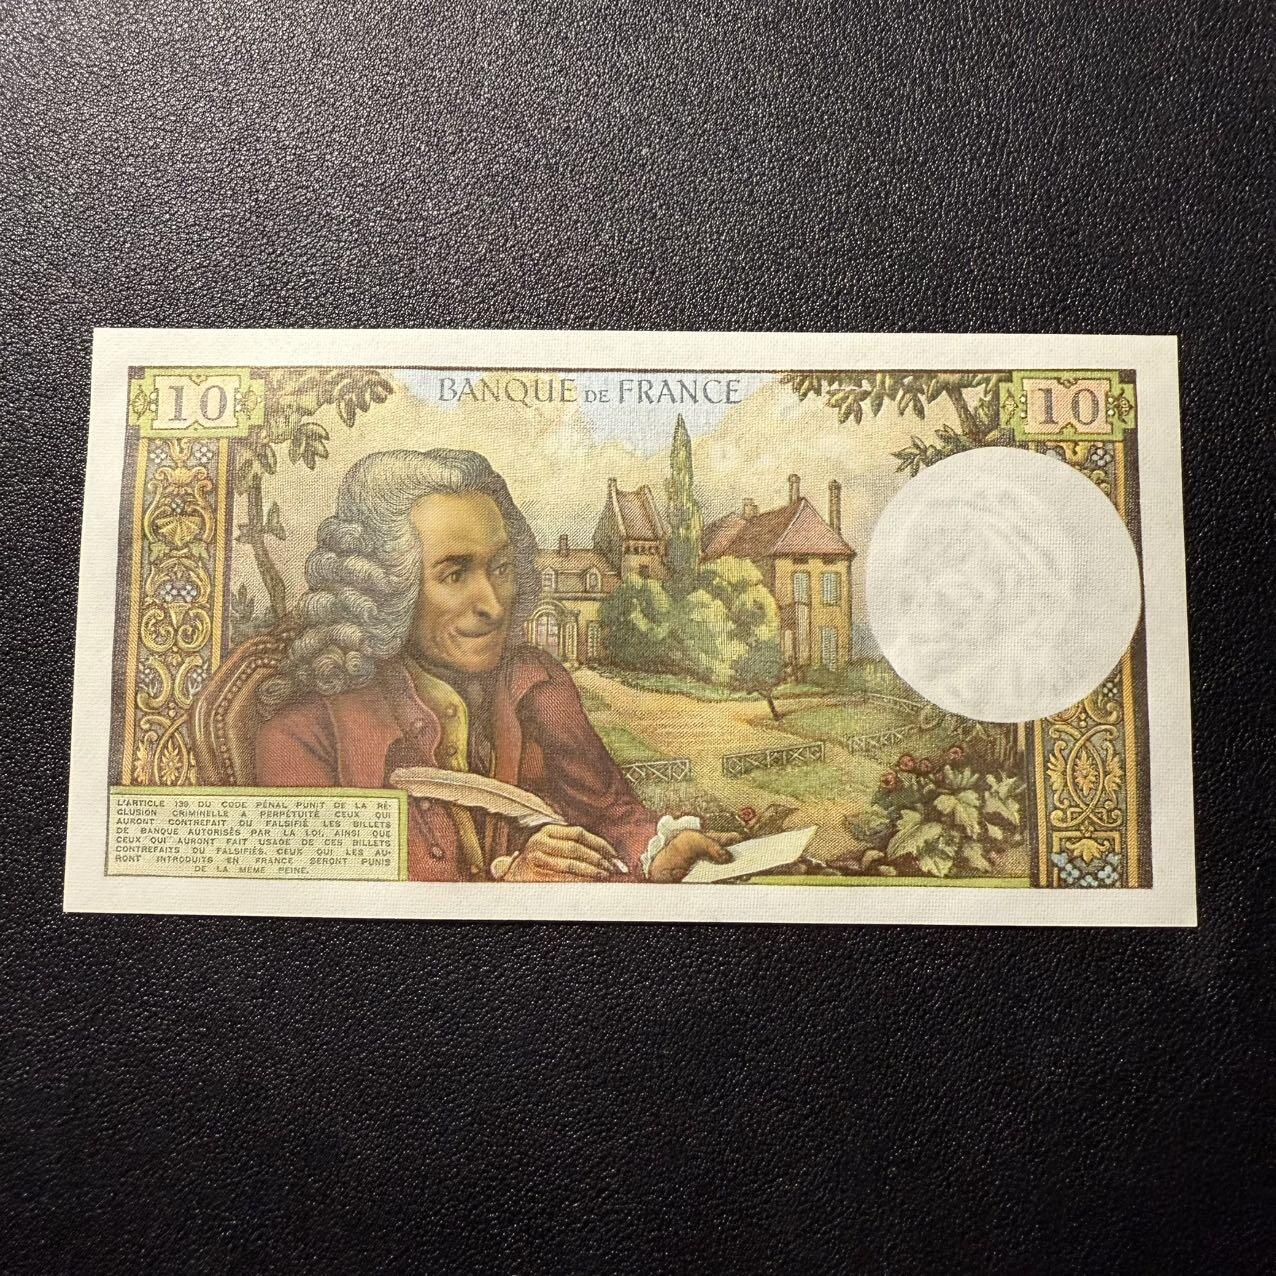 10
BANQUE DE FRANCE
10
L'ARTICLE 139 DU CODE PÉNAL PUNIT DE LA RÉ-
CLUSION CRIMINELLE A PERPÉTUITÉ CEUX QUI
AURONT CONTREFAIT OU FALSIFIÉ LES BILLETS
DE BANQUE AUTORISÉS PAR LA LOI, AINSI QUE
CEUX QUI AURONT FAIT USAGE DE CES BILLETS
CONTREFAITS OU FALSIFIÉS. CEUX QUI LES AU-
RONT INTRODUITS EN FRANCE SERONT PUNIS
DE LA MÊME PEINE.